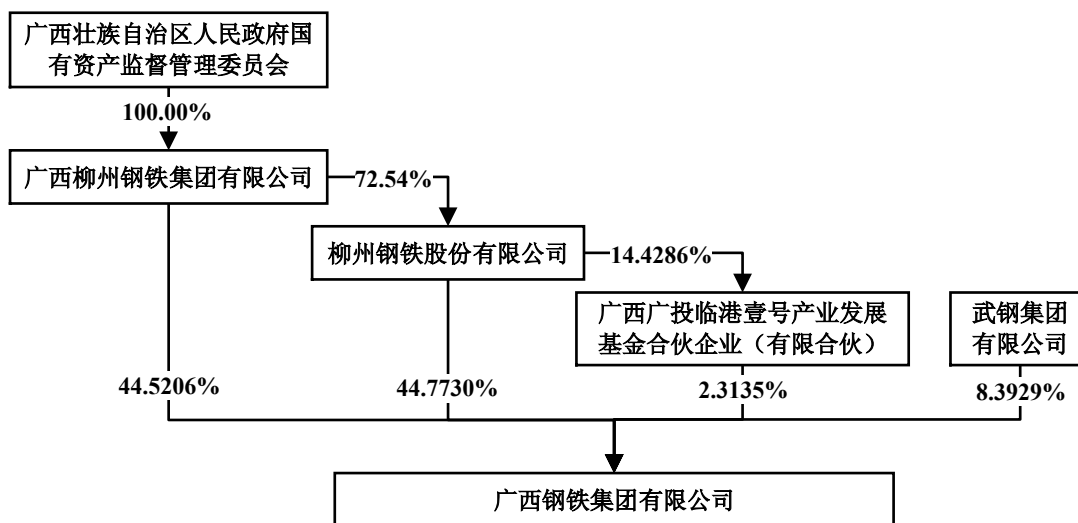 广西壮族自治区人民政府国
有资产监督管理委员会
100.00%
广西柳州钢铁集团有限公司
72.54%
柳州钢铁股份有限公司
14.4286%
广西广投临港壹号产业发展
基金合伙企业（有限合伙）
武钢集团
有限公司
44.5206%
44.7730%
2.3135%
8.3929%
广西钢铁集团有限公司